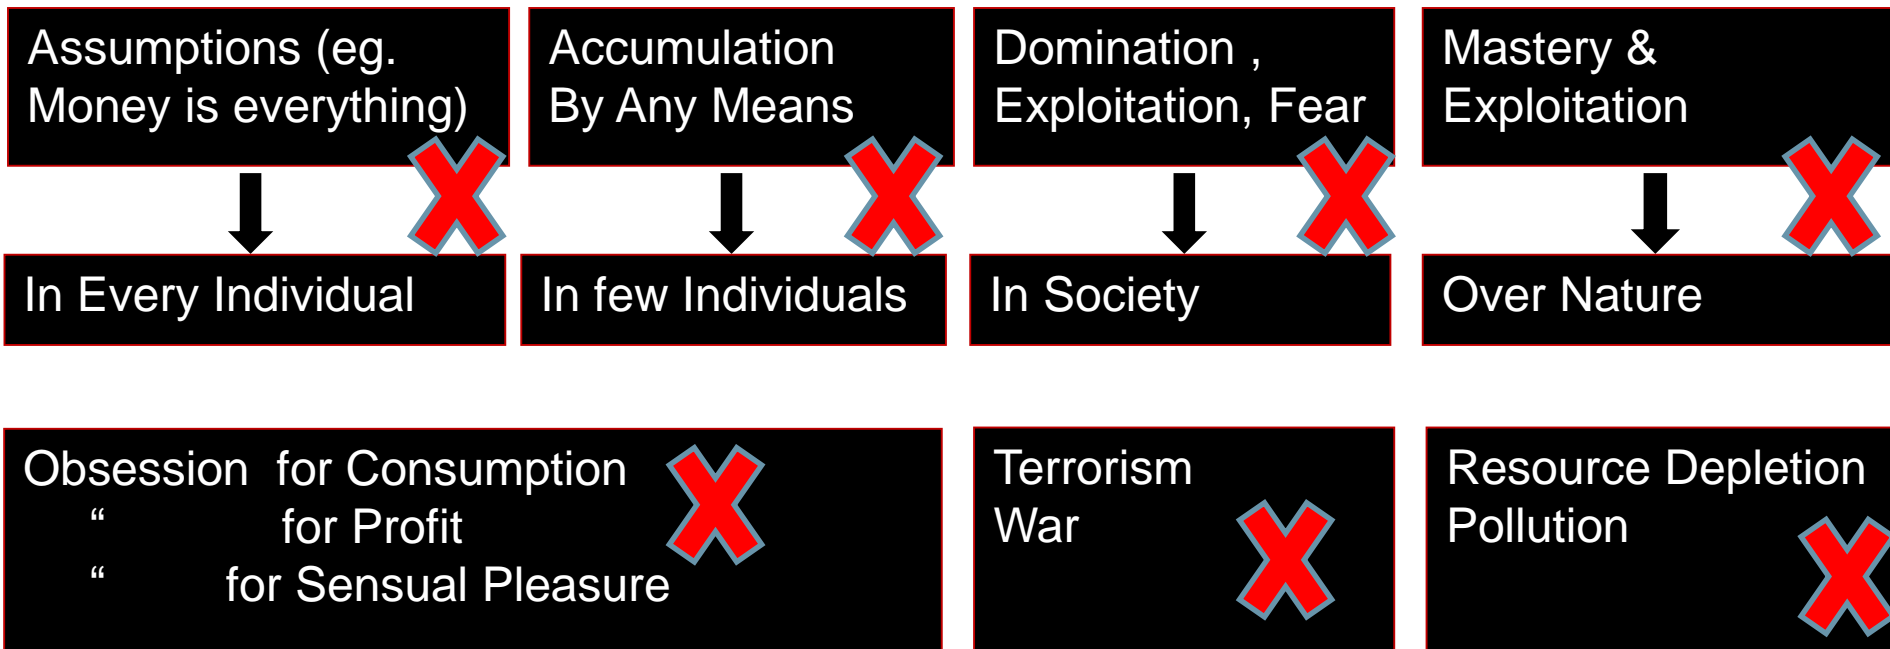 Assumptions (eg.
Money is everything)
Accumulation
By Any Means
Domination ,
Exploitation, Fear
Mastery &
Exploitation
In Every Individual
In few Individuals
In Society
Over Nature
Obsession  for Consumption
“ for Profit
“ for Sensual Pleasure
Terrorism
War
Resource Depletion
Pollution